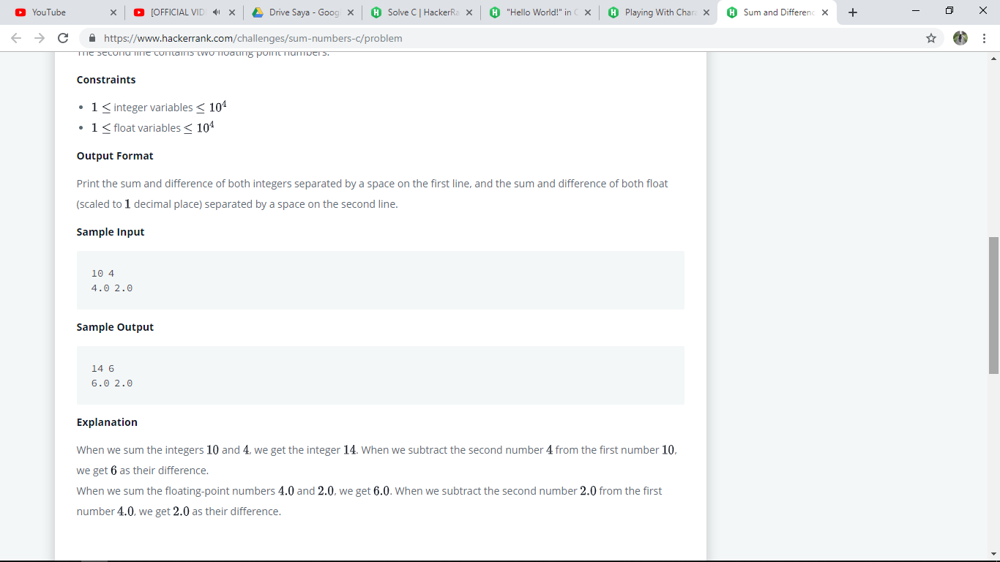 YouTube
[OFFICIAL VID
Drive Saya - Goog
Solve C | HackerRa
"Hello World!" in C
Playing With Chara
Sum and Differenc
https://www.hackerrank.com/challenges/sum-numbers-c/problem
The second line contains two floating point numbers.
Constraints
• 1 ≤ integer variables ≤ 10⁴
• 1 ≤ float variables ≤ 10⁴
Output Format
Print the sum and difference of both integers separated by a space on the first line, and the sum and difference of both float
(scaled to 1 decimal place) separated by a space on the second line.
Sample Input
10 4
4.0 2.0
Sample Output
14 6
6.0 2.0
Explanation
When we sum the integers 10 and 4, we get the integer 14. When we subtract the second number 4 from the first number 10,
we get 6 as their difference.
When we sum the floating-point numbers 4.0 and 2.0, we get 6.0. When we subtract the second number 2.0 from the first
number 4.0, we get 2.0 as their difference.